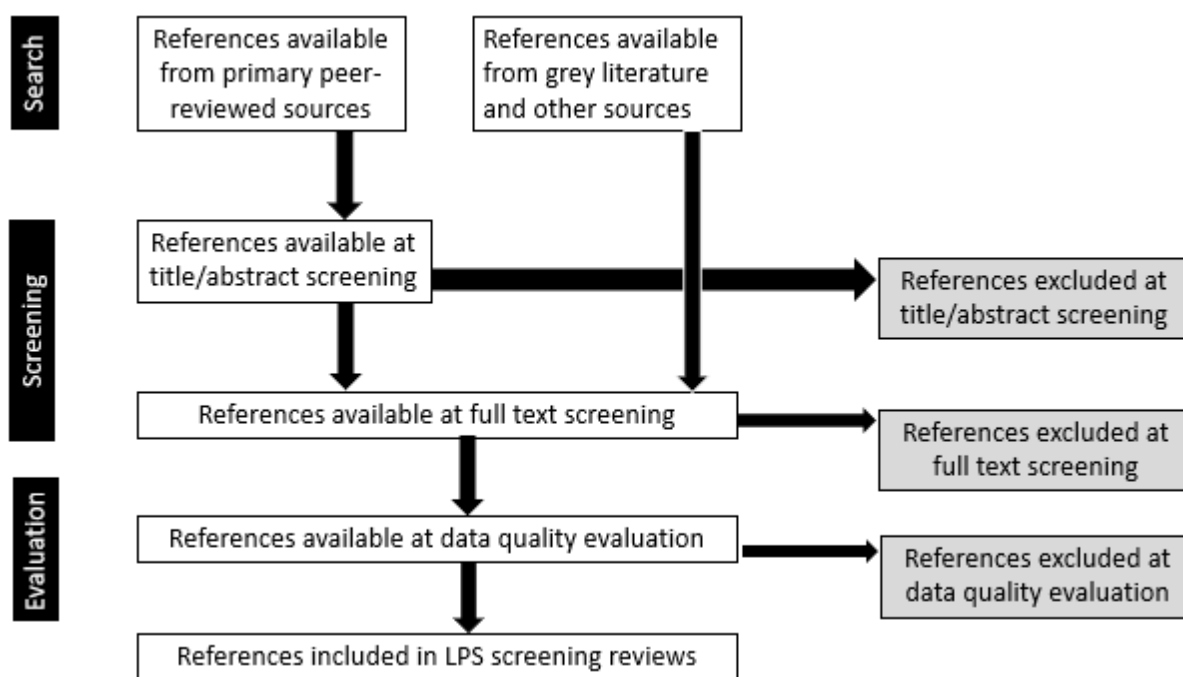 Search
References available
from primary peer-
reviewed sources
References available
from grey literature
and other sources
Screening
References available at
title/abstract screening
References excluded at
title/abstract screening
References available at full text screening
References excluded at
full text screening
Evaluation
References available at data quality evaluation
References excluded at
data quality evaluation
References included in LPS screening reviews